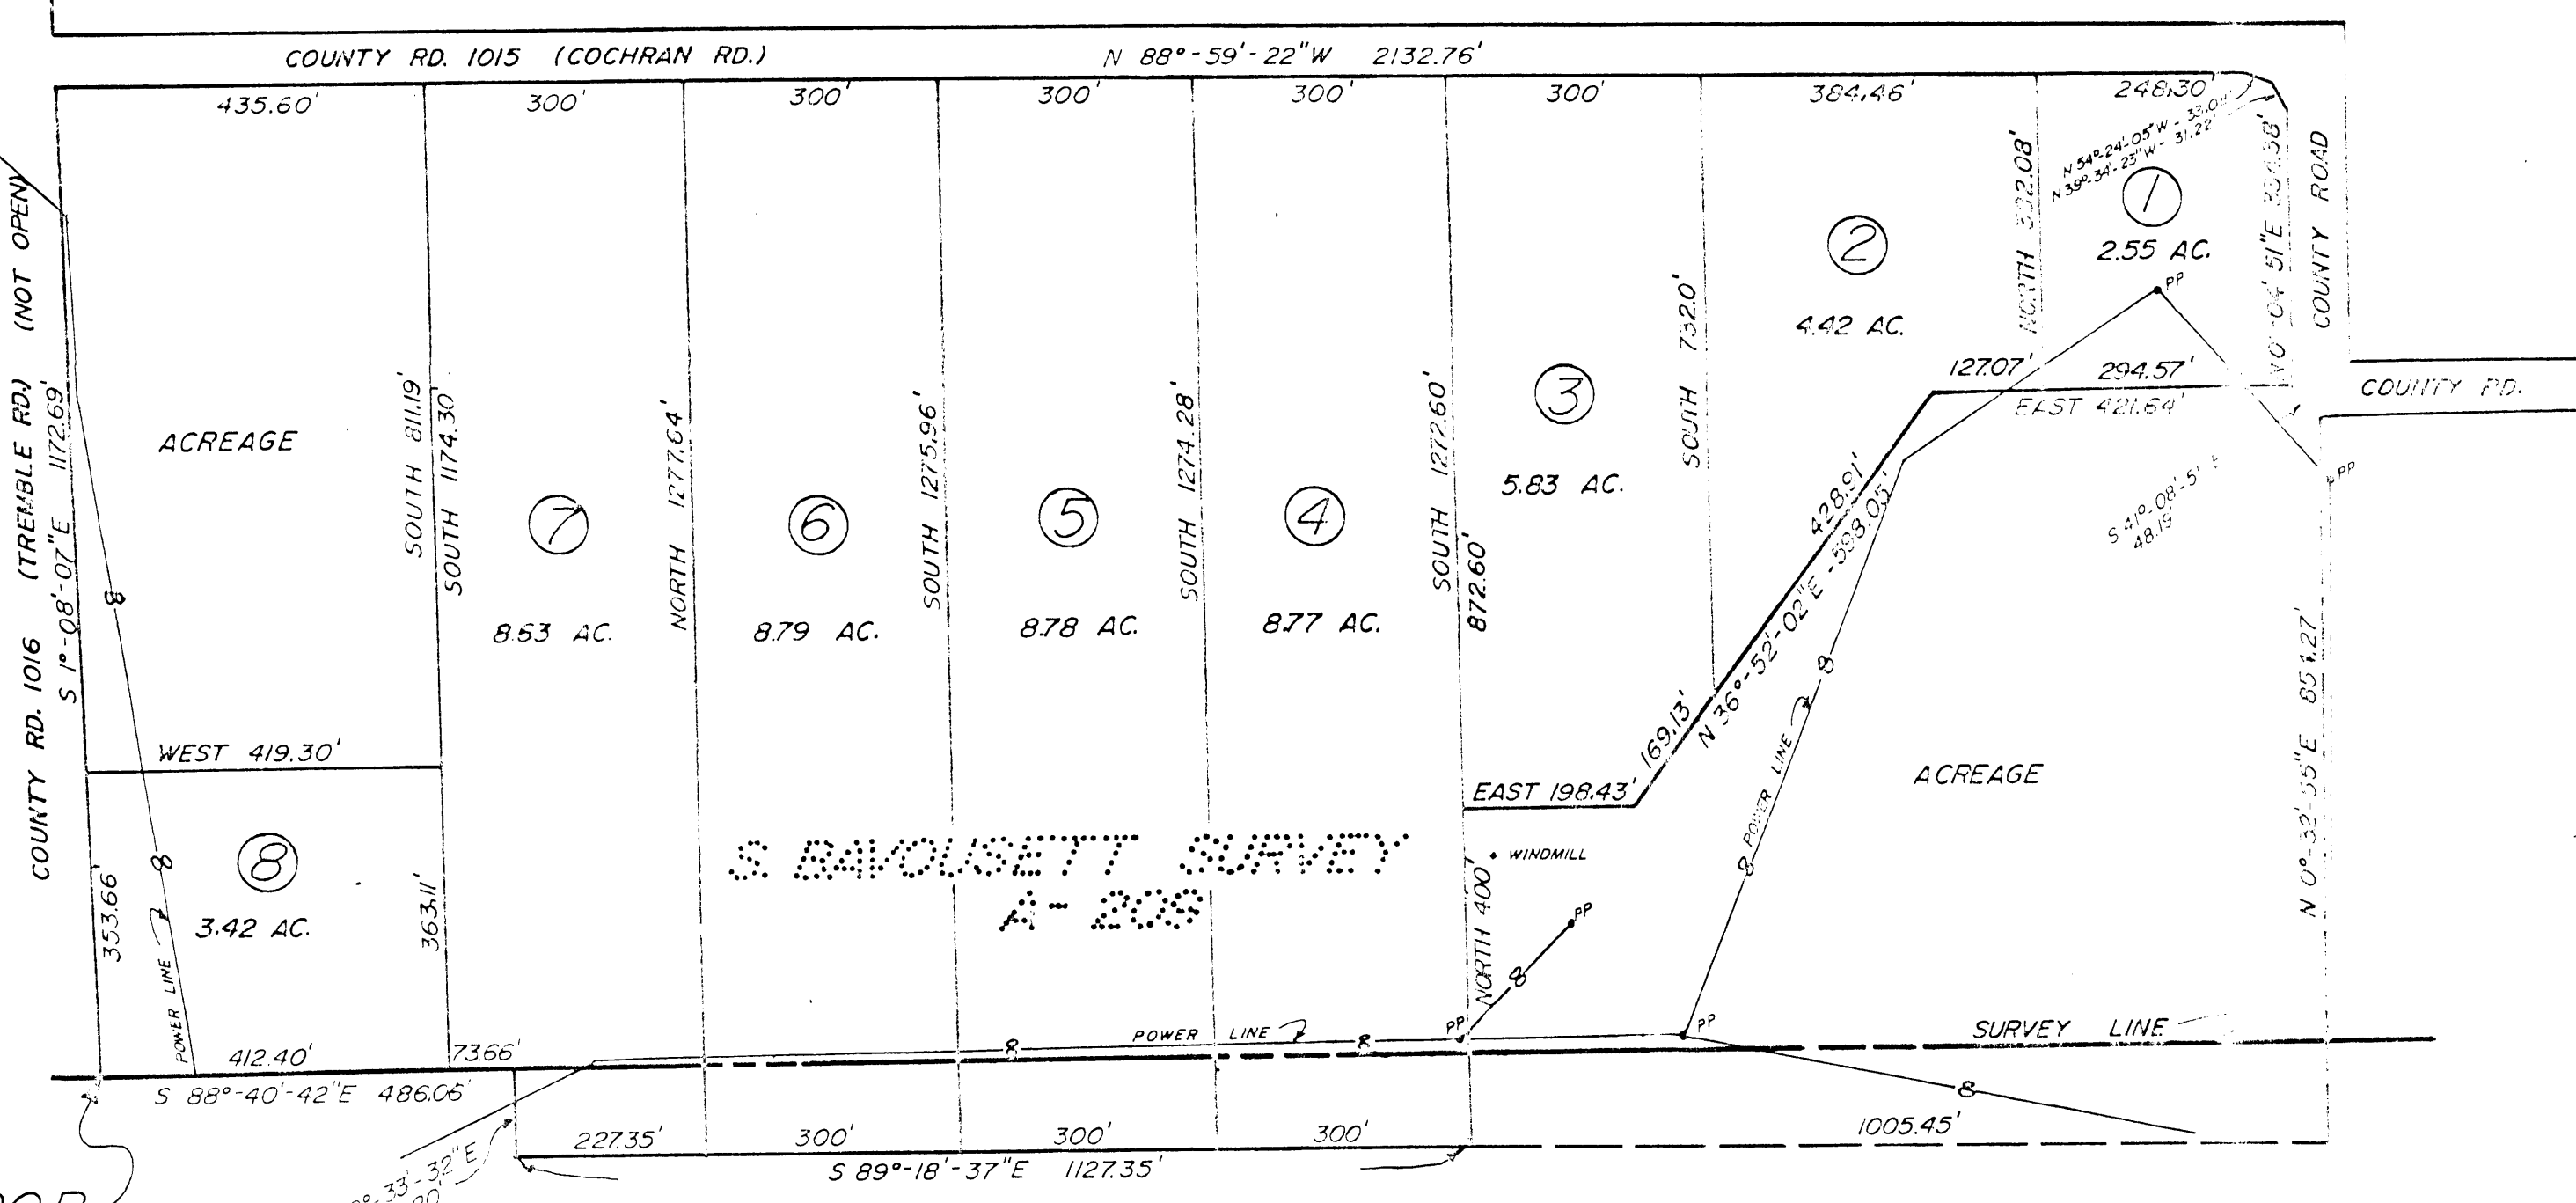 COUNTY RD. 1015 (COCHRAN RD.)
N 88°-59'-22"W 2132.76'
435.60'
300'
300'
300'
300'
300'
384.46'
248.30'
N 54°-24'-05"W - 33.01'
N 39°-34'-23"W - 31.22'
COUNTY ROAD
NORTH 302.08'
1
2.55 AC.
PP
2
4.42 AC.
SOUTH 732.0'
127.07'
294.57'
EAST 421.64'
COUNTY RD.
COUNTY RD. 1016 (TREMBLE RD.) (NOT OPEN)
S 1°-08'-07"E 1172.69'
ACREAGE
SOUTH 811.19'
SOUTH 1174.30'
7
8.63 AC.
NORTH 1277.64'
6
8.79 AC.
SOUTH 1275.96'
5
8.78 AC.
SOUTH 1274.28'
4
8.77 AC.
SOUTH 1272.60'
872.60'
3
5.83 AC.
428.91'
N 36°-52'-02"E - 598.05'
169.13'
PP
48.19'
N 0°-32'-55"E
ACREAGE
WEST 419.30'
EAST 198.43'
POWER LINE
S. BAVOUSETT SURVEY
A-209
WINDMILL
8
3.42 AC.
353.66'
363.11'
POWER LINE
NORTH 400'
PP
PP
PP
POWER LINE
SURVEY LINE
412.40'
73.66'
S 88°-40'-42"E 486.06'
227.35'
300'
300'
300'
1005.45'
S 89°-18'-37"E 1127.35'